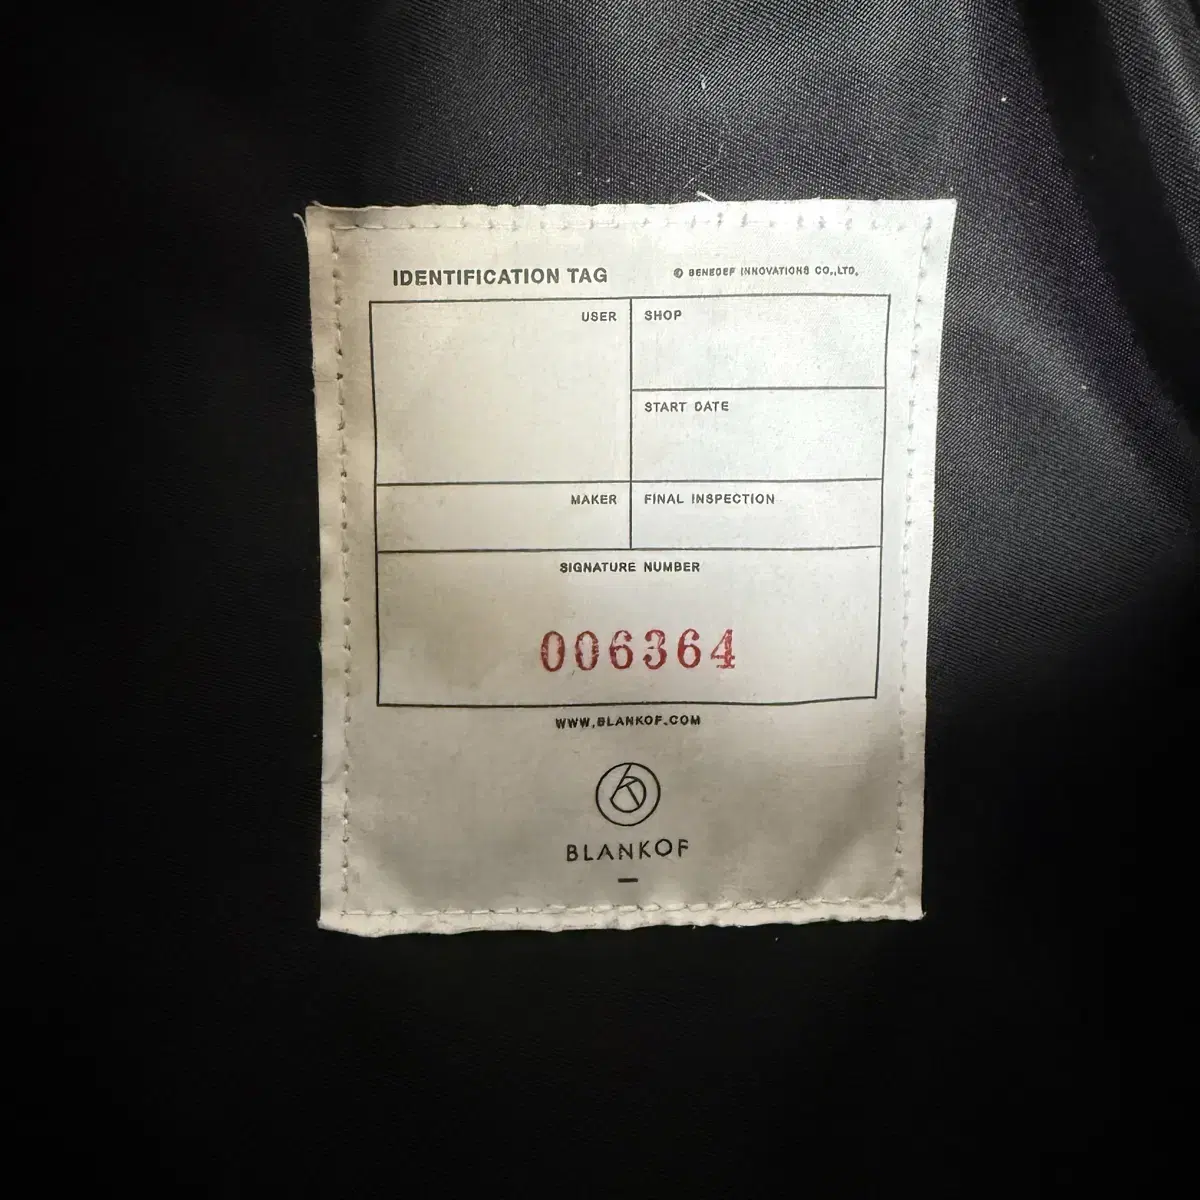 IDENTIFICATION TAG
© BENEDEF INNOVATIONS CO.,LTD.
USER
SHOP
START DATE
MAKER
FINAL INSPECTION
SIGNATURE NUMBER
006364
WWW.BLANKOF.COM
BLANKOF